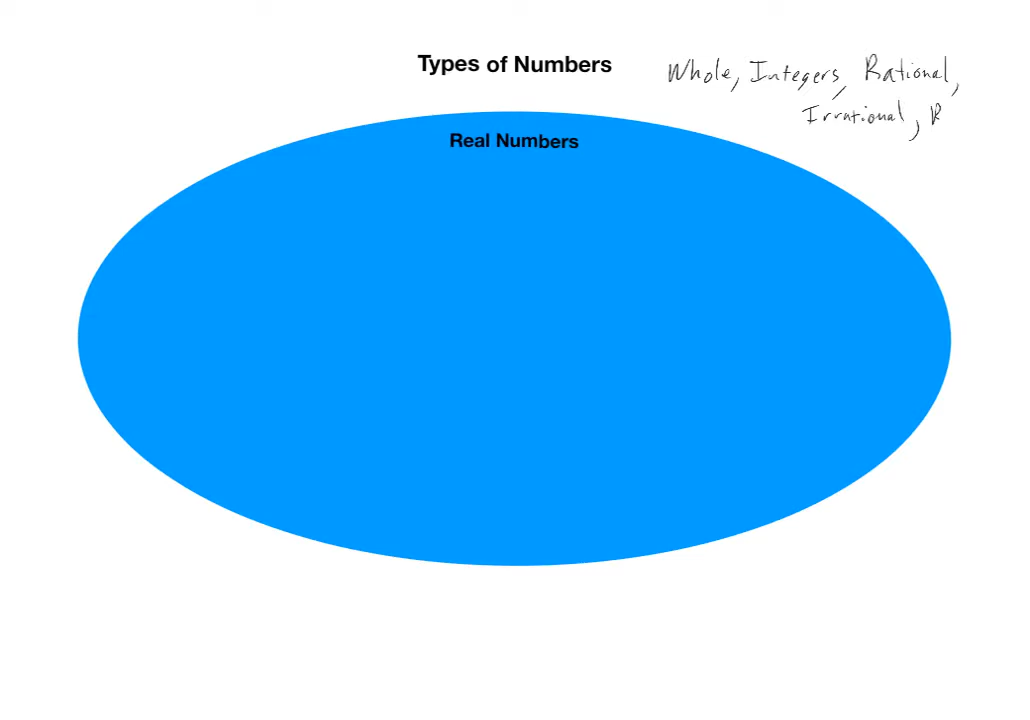 Types of Numbers
Whole, Integers, Rational,
Irrational, R
Real Numbers